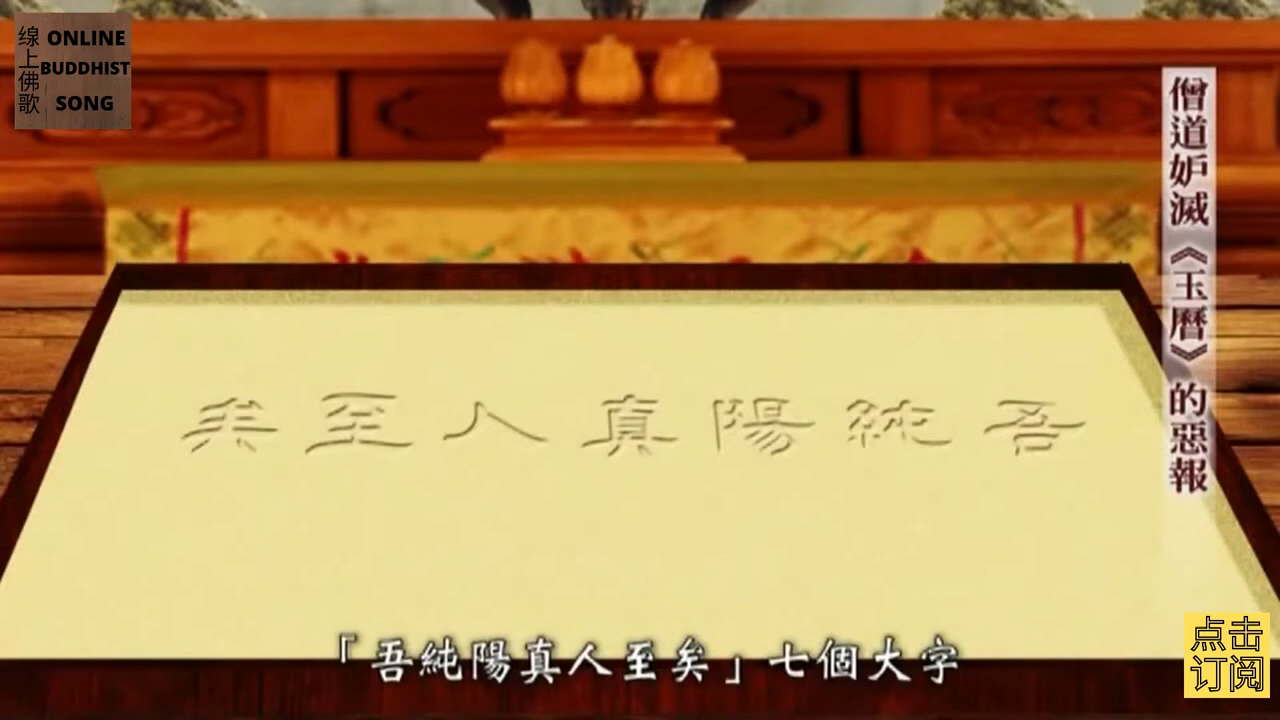 线上佛歌
ONLINE
BUDDHIST
SONG
僧道妒滅《玉曆》的惡報
吾純陽真人至矣
「吾純陽真人至矣」七個大字
点击
订阅